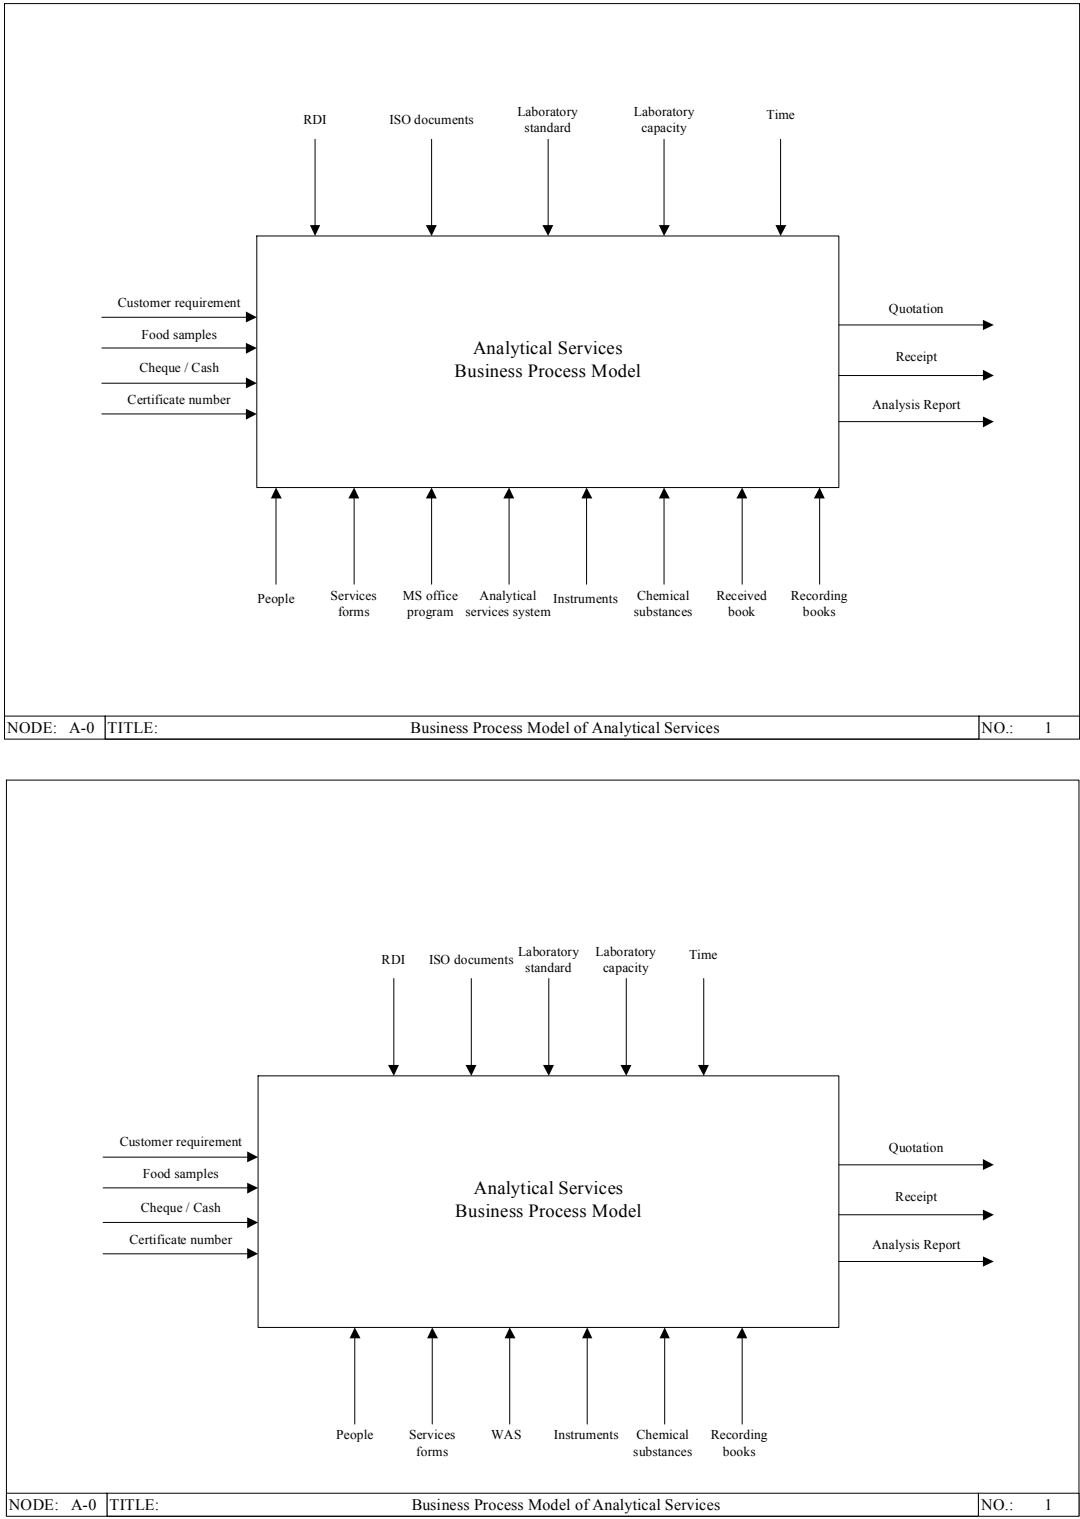 RDI
ISO documents
Laboratory
standard
Laboratory
capacity
Time
Customer requirement
Food samples
Cheque / Cash
Certificate number
Analytical Services
Business Process Model
Quotation
Receipt
Analysis Report
People
Services
forms
MS office
program
Analytical
services system
Instruments
Chemical
substances
Received
book
Recording
books
NODE: A-0 TITLE: Business Process Model of Analytical Services NO.: 1
RDI
ISO documents
Laboratory
standard
Laboratory
capacity
Time
Customer requirement
Food samples
Cheque / Cash
Certificate number
Analytical Services
Business Process Model
Quotation
Receipt
Analysis Report
People
Services
forms
WAS
Instruments
Chemical
substances
Recording
books
NODE: A-0 TITLE: Business Process Model of Analytical Services NO.: 1